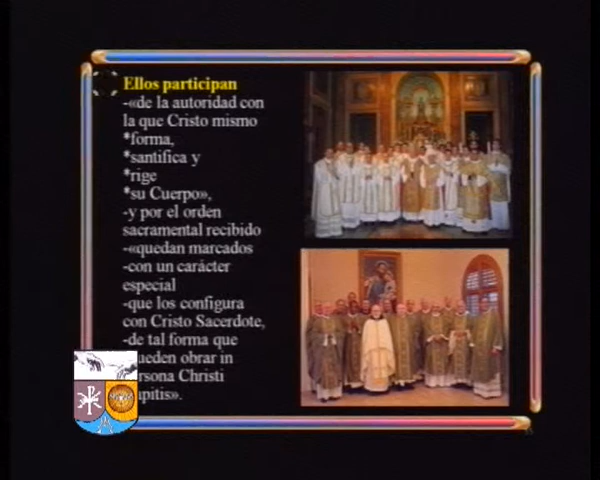 Ellos participan
-«de la autoridad con
la que Cristo mismo
*forma,
*santifica y
*rige
*su Cuerpo»,
-y por el orden
sacramental recibido
-«quedan marcados
-con un carácter
especial
-que los configura
con Cristo Sacerdote,
-de tal forma que
obrar in
Christi